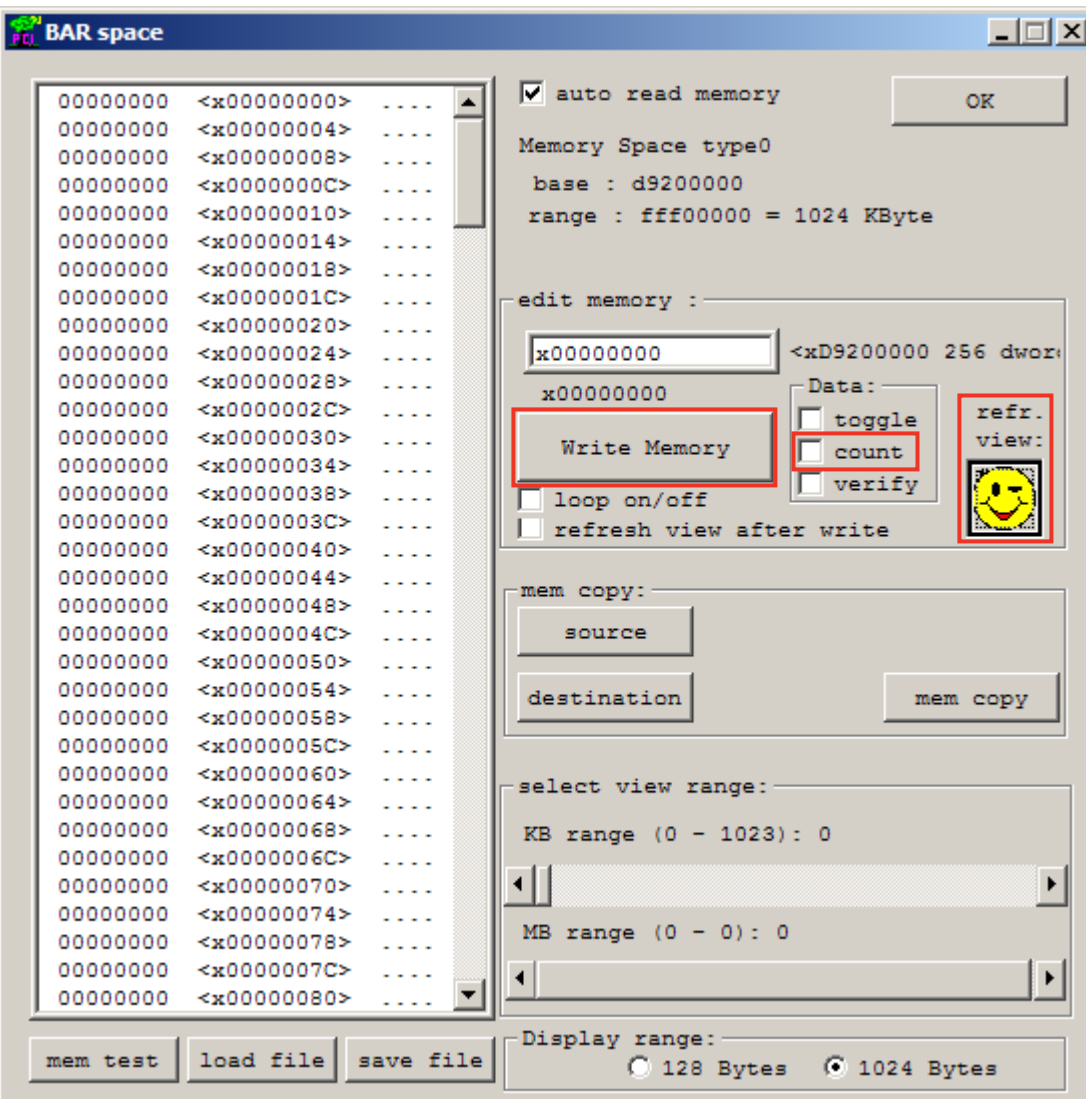 PCI BAR space
00000000 <x00000000> ....
00000000 <x00000004> ....
00000000 <x00000008> ....
00000000 <x0000000C> ....
00000000 <x00000010> ....
00000000 <x00000014> ....
00000000 <x00000018> ....
00000000 <x0000001C> ....
00000000 <x00000020> ....
00000000 <x00000024> ....
00000000 <x00000028> ....
00000000 <x0000002C> ....
00000000 <x00000030> ....
00000000 <x00000034> ....
00000000 <x00000038> ....
00000000 <x0000003C> ....
00000000 <x00000040> ....
00000000 <x00000044> ....
00000000 <x00000048> ....
00000000 <x0000004C> ....
00000000 <x00000050> ....
00000000 <x00000054> ....
00000000 <x00000058> ....
00000000 <x0000005C> ....
00000000 <x00000060> ....
00000000 <x00000064> ....
00000000 <x00000068> ....
00000000 <x0000006C> ....
00000000 <x00000070> ....
00000000 <x00000074> ....
00000000 <x00000078> ....
00000000 <x0000007C> ....
00000000 <x00000080> ....
mem test load file save file
auto read memory
OK
Memory Space type0
base : d9200000
range : fff00000 = 1024 KByte
edit memory :
x00000000 <xD9200000 256 dwor
x00000000
Write Memory
Data:
toggle
count
verify
refr.
view:
loop on/off
refresh view after write
mem copy:
source
destination mem copy
select view range:
KB range (0 - 1023): 0
MB range (0 - 0): 0
Display range:
128 Bytes 1024 Bytes